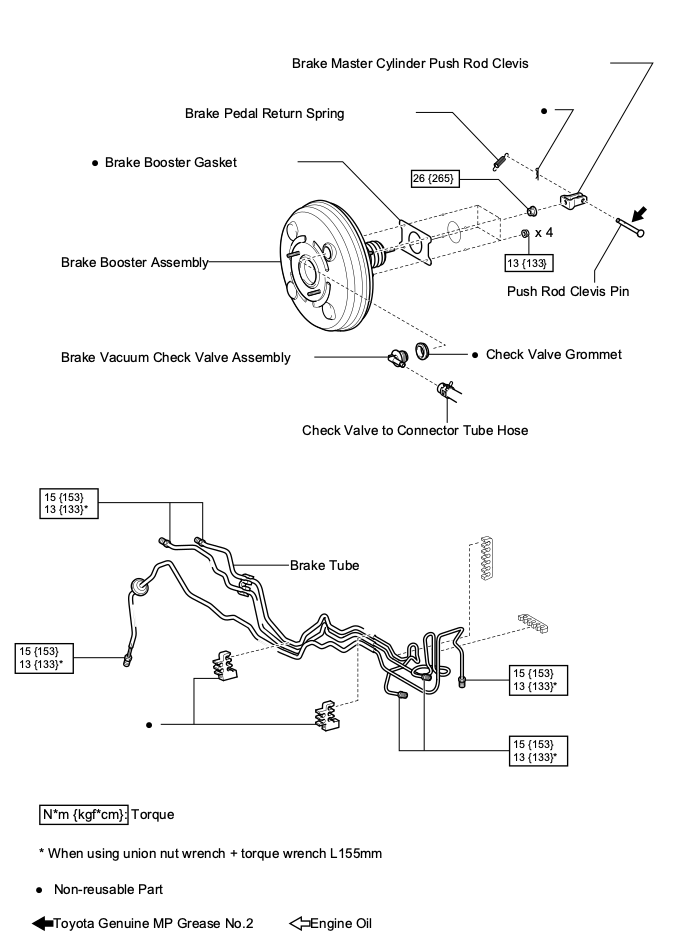 Brake Master Cylinder Push Rod Clevis
Brake Pedal Return Spring
●
● Brake Booster Gasket
26 {265}
x 4
13 {133}
Brake Booster Assembly
Push Rod Clevis Pin
Brake Vacuum Check Valve Assembly
● Check Valve Grommet
Check Valve to Connector Tube Hose
15 {153}
13 {133}*
Brake Tube
15 {153}
13 {133}*
15 {153}
13 {133}*
●
15 {153}
13 {133}*
N*m {kgf*cm}: Torque
* When using union nut wrench + torque wrench L155mm
● Non-reusable Part
Toyota Genuine MP Grease No.2 Engine Oil